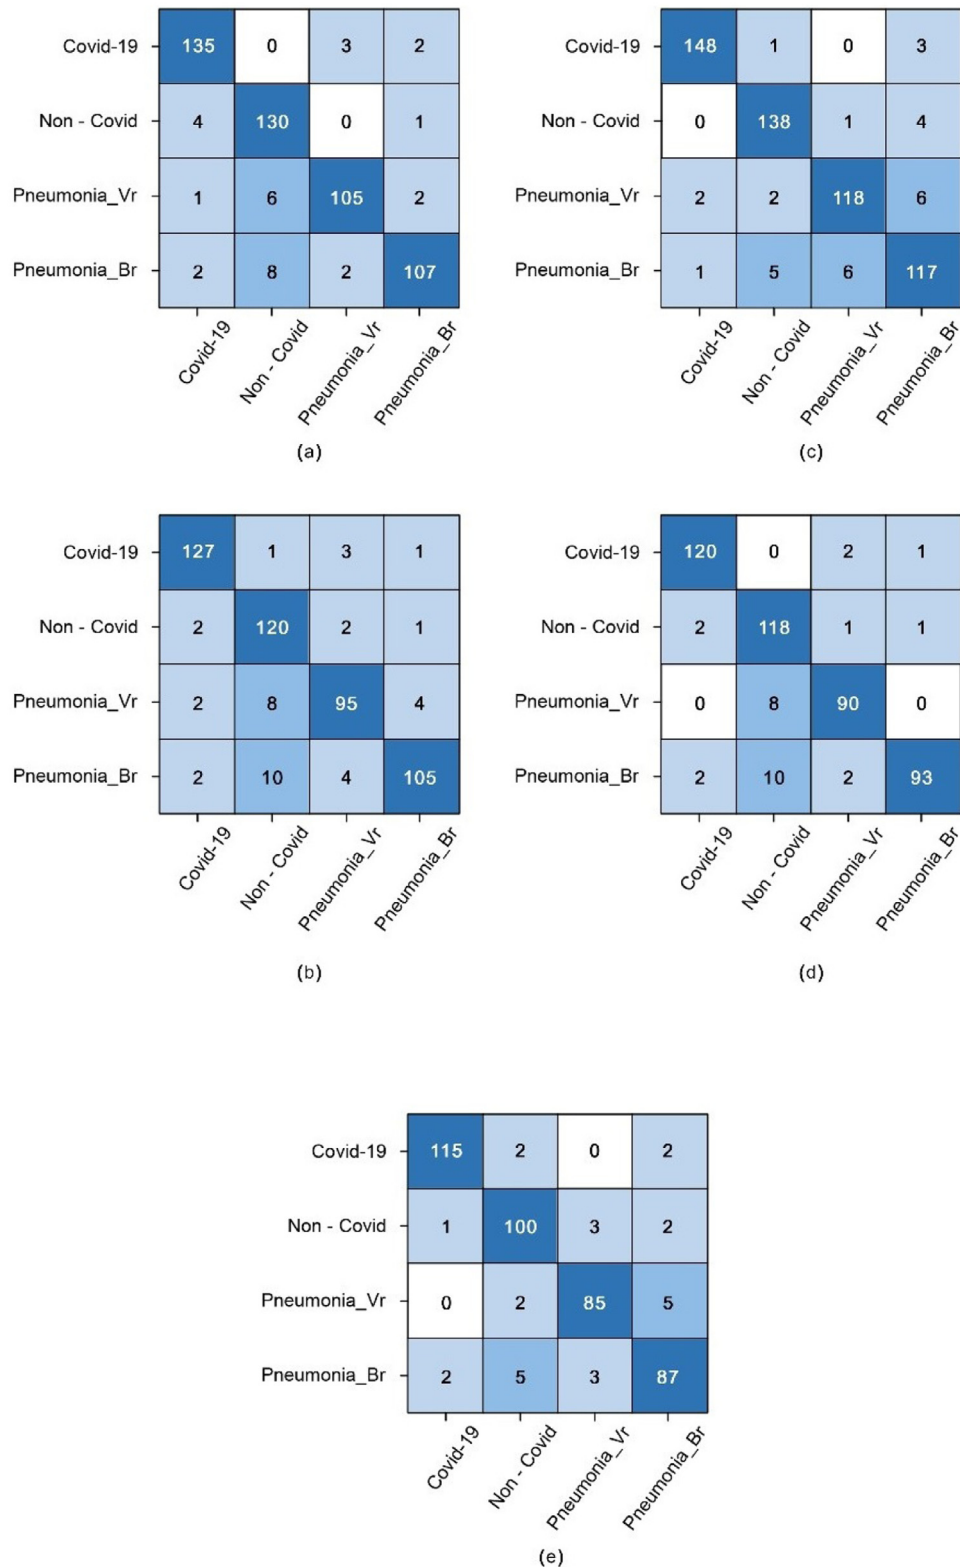 Covid-19 135 0 3 2
Non - Covid 4 130 0 1
Pneumonia_Vr 1 6 105 2
Pneumonia_Br 2 8 2 107
Covid-19 Non - Covid Pneumonia_Vr Pneumonia_Br
(a)
Covid-19 148 1 0 3
Non - Covid 0 138 1 4
Pneumonia_Vr 2 2 118 6
Pneumonia_Br 1 5 6 117
Covid-19 Non - Covid Pneumonia_Vr Pneumonia_Br
(c)
Covid-19 127 1 3 1
Non - Covid 2 120 2 1
Pneumonia_Vr 2 8 95 4
Pneumonia_Br 2 10 4 105
Covid-19 Non - Covid Pneumonia_Vr Pneumonia_Br
(b)
Covid-19 120 0 2 1
Non - Covid 2 118 1 1
Pneumonia_Vr 0 8 90 0
Pneumonia_Br 2 10 2 93
Covid-19 Non - Covid Pneumonia_Vr Pneumonia_Br
(d)
Covid-19 115 2 0 2
Non - Covid 1 100 3 2
Pneumonia_Vr 0 2 85 5
Pneumonia_Br 2 5 3 87
Covid-19 Non - Covid Pneumonia_Vr Pneumonia_Br
(e)